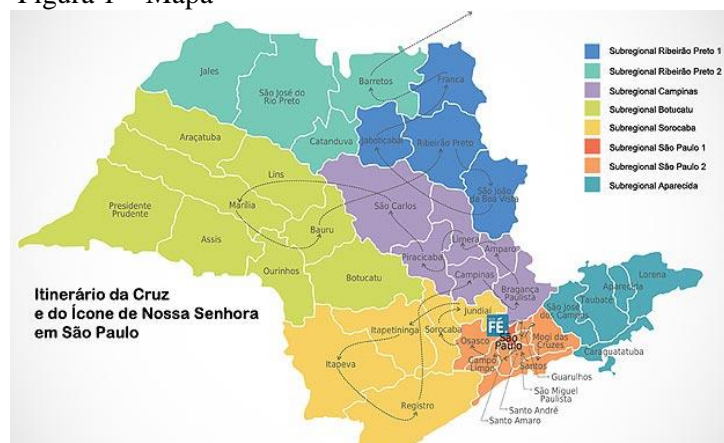 Figura 1 – Mapa
Subregional Ribeirão Preto 1
Subregional Ribeirão Preto 2
Subregional Campinas
Subregional Botucatu
Subregional Sorocaba
Subregional São Paulo 1
Subregional São Paulo 2
Subregional Aparecida
Jales
São José do
Rio Preto
Barretos
Franca
Catanduva
Jaboticabal
Ribeirão Preto
Araçatuba
Lins
São João
da Boa Vista
Presidente
Prudente
Marília
Bauru
São Carlos
Assis
Limeira
Amparo
Piracicaba
Ourinhos
Botucatu
Campinas
Bragança
Paulista
Itinerário da Cruz
e do Ícone de Nossa Senhora
em São Paulo
Lorena
Aparecida
Taubate
São José
dos Campos
Caraguatatuba
Jundiaí
Itapetininga
Sorocaba
FÉ
São
Paulo
Osasco
Mogi das
Cruzes
Campo
Limpo
Santos
Itapeva
Registro
Guarulhos
São Miguel
Paulista
Santo André
Santo Amaro